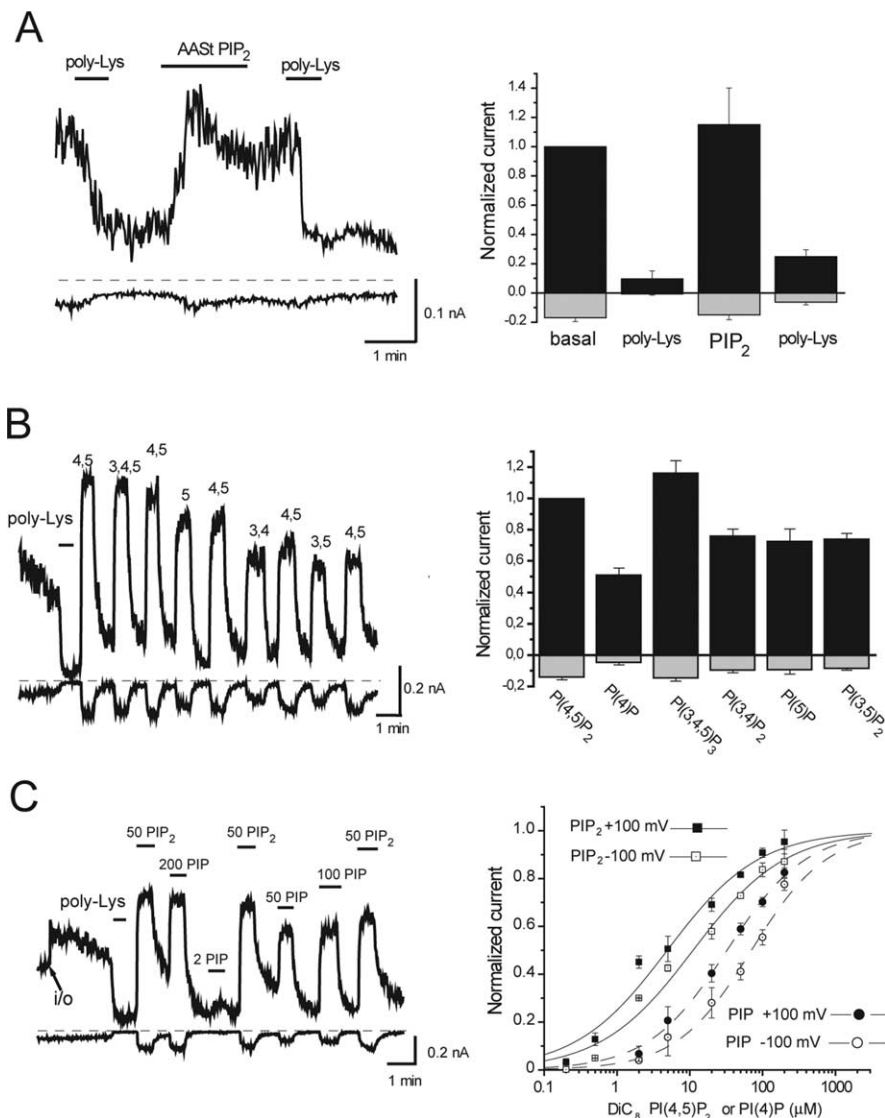 A
poly-Lys
AASt PIP2
poly-Lys
0.1 nA
1 min
Normalized current
1.4
1.2
1.0
0.8
0.6
0.4
0.2
0.0
-0.2
basal
poly-Lys
PIP2
poly-Lys
B
poly-Lys
4,5
3,4,5
4,5
5
4,5
3,4
4,5
3,5
4,5
0.2 nA
1 min
Normalized current
1,2
1,0
0,8
0,6
0,4
0,2
0,0
-0,2
PI(4,5)P2
PI(4)P
PI(3,4,5)P3
PI(3,4)P2
PI(5)P
PI(3,5)P2
C
i/o
poly-Lys
50 PIP2
200 PIP
2 PIP
50 PIP2
50 PIP
100 PIP
50 PIP2
0.2 nA
1 min
Normalized current
1.0
0.8
0.6
0.4
0.2
0
PIP2 +100 mV
PIP2 -100 mV
PIP +100 mV
PIP -100 mV
0.1 1 10 100 1000
DiC8 PI(4,5)P2 or PI(4)P (µM)